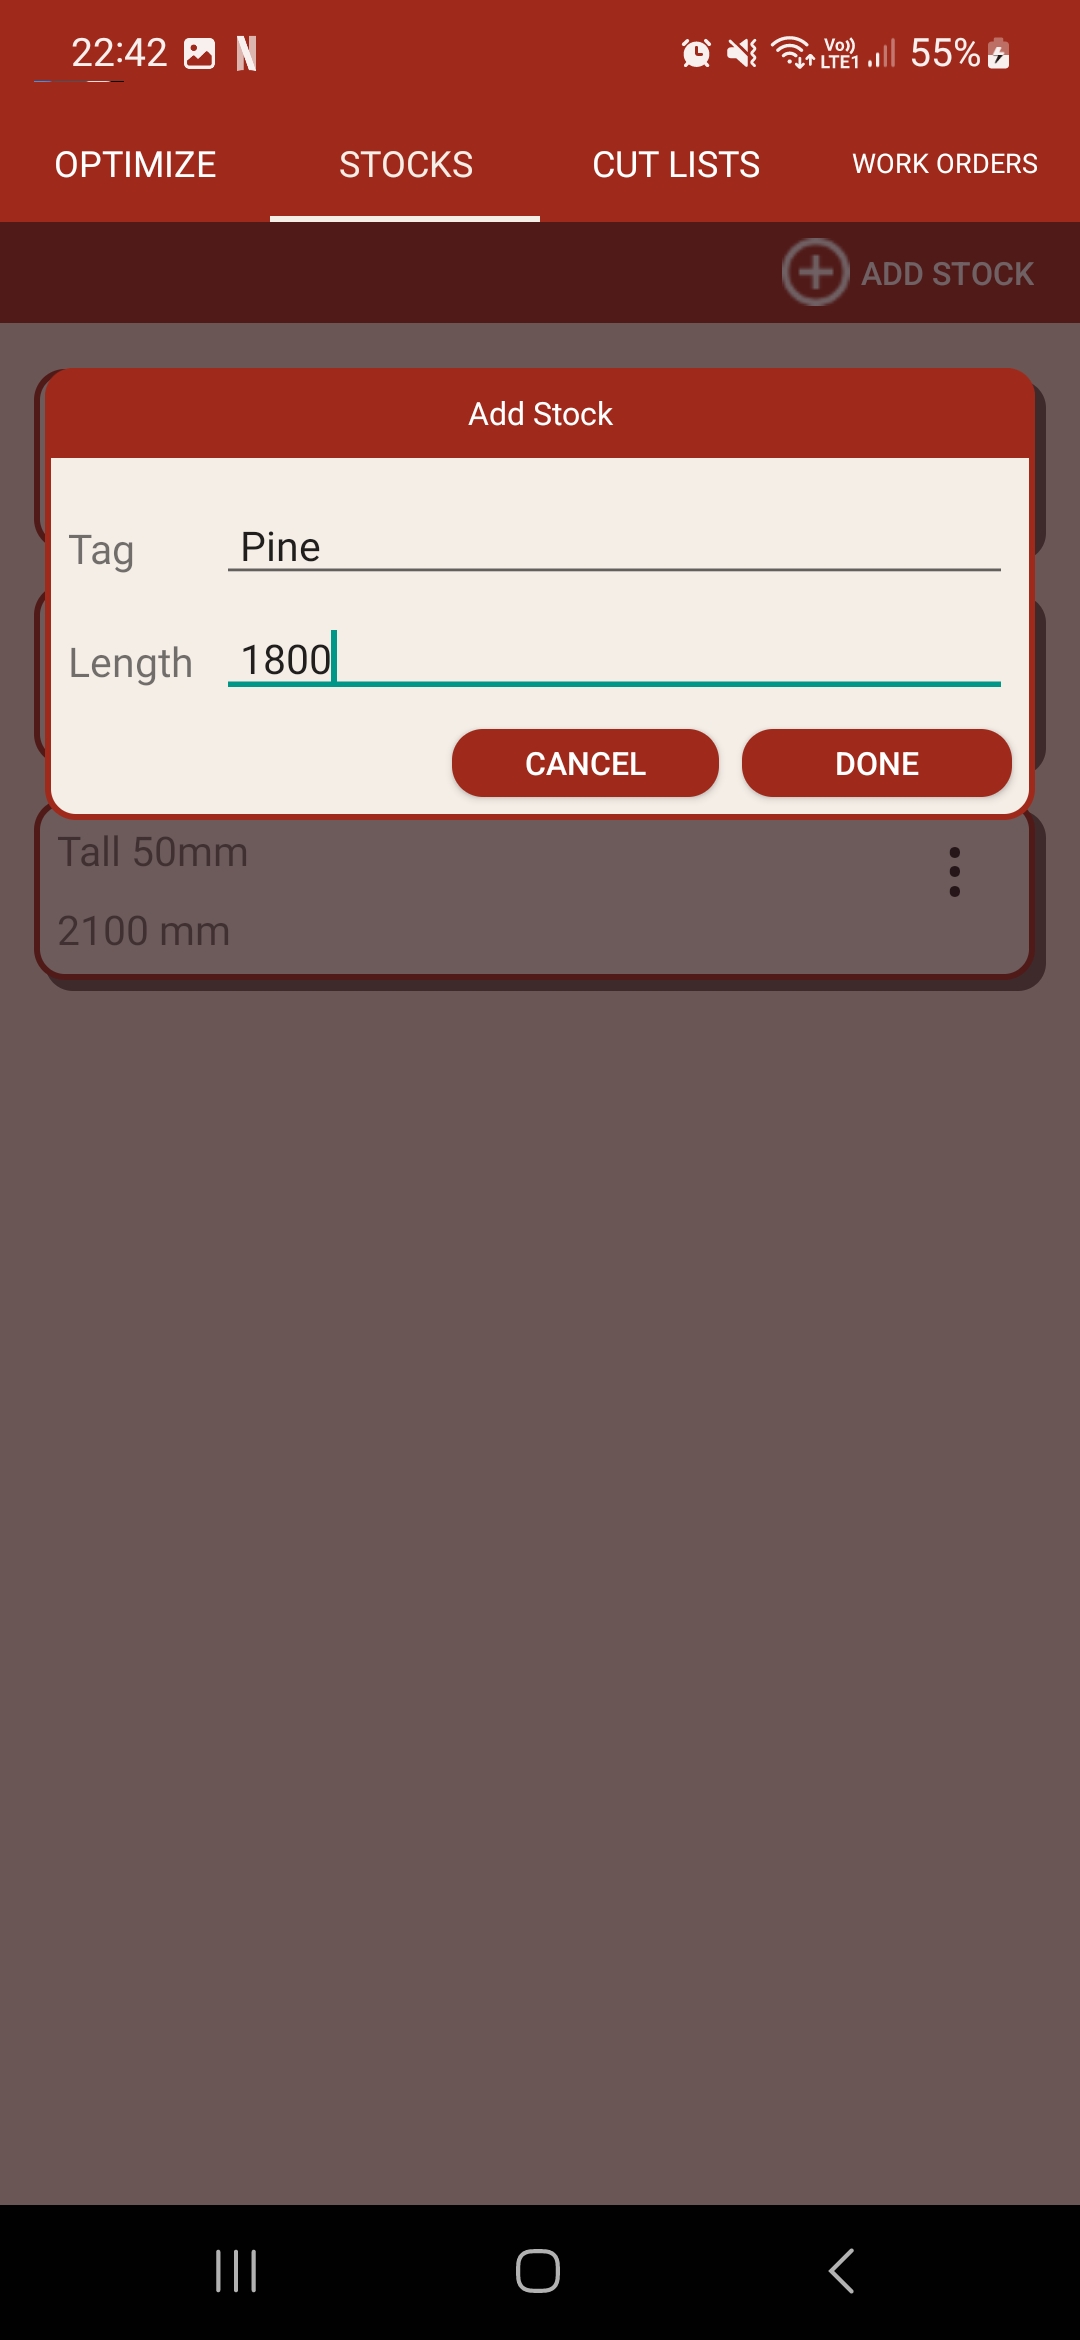 22:42 Vo)) LTE1 55%
OPTIMIZE STOCKS CUT LISTS WORK ORDERS
ADD STOCK
Add Stock
Tag Pine
Length 1800
CANCEL DONE
Tall 50mm
2100 mm